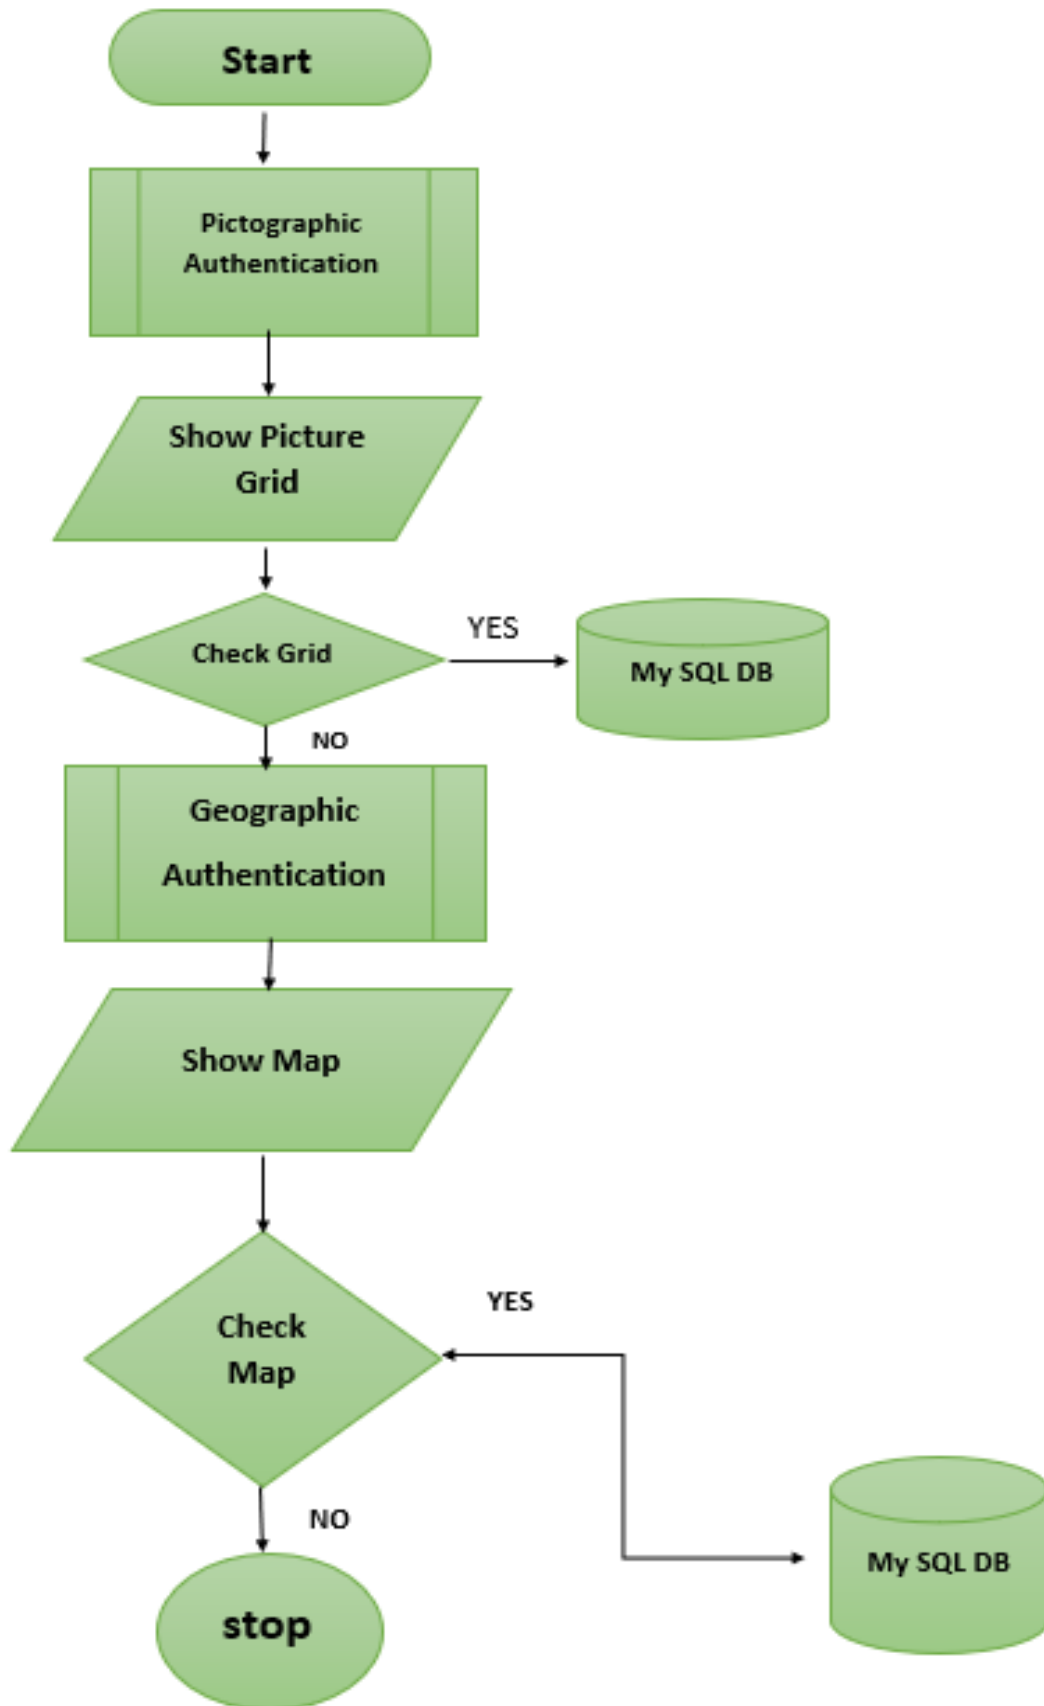 Start
Pictographic
Authentication
Show Picture
Grid
Check Grid
YES
My SQL DB
NO
Geographic
Authentication
Show Map
YES
Check
Map
NO
My SQL DB
stop